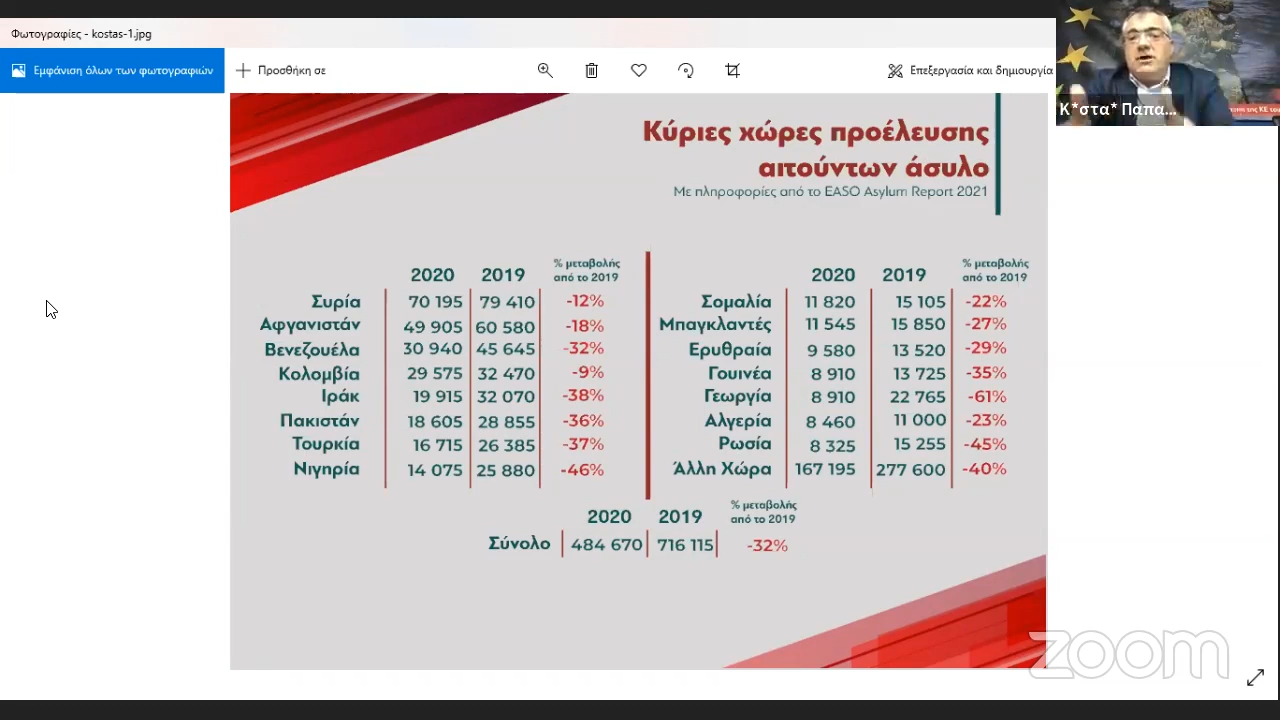 Φωτογραφίες - kostas-1.jpg
Εμφάνιση όλων των φωτογραφιών
Προσθήκη σε
Επεξεργασία και δημιουργία
Κ*στα* Παπα...
Κύριες χώρες προέλευσης
αιτούντων άσυλο
Με πληροφορίες από το EASO Asylum Report 2021
2020 2019 % μεταβολής από το 2019
Συρία 70 195 79 410 -12%
Αφγανιστάν 49 905 60 580 -18%
Βενεζουέλα 30 940 45 645 -32%
Κολομβία 29 575 32 470 -9%
Ιράκ 19 915 32 070 -38%
Πακιστάν 18 605 28 855 -36%
Τουρκία 16 715 26 385 -37%
Νιγηρία 14 075 25 880 -46%
2020 2019 % μεταβολής από το 2019
Σομαλία 11 820 15 105 -22%
Μπαγκλαντές 11 545 15 850 -27%
Ερυθραία 9 580 13 520 -29%
Γουινέα 8 910 13 725 -35%
Γεωργία 8 910 22 765 -61%
Αλγερία 8 460 11 000 -23%
Ρωσία 8 325 15 255 -45%
Άλλη Χώρα 167 195 277 600 -40%
2020 2019 % μεταβολής από το 2019
Σύνολο 484 670 716 115 -32%
zoom